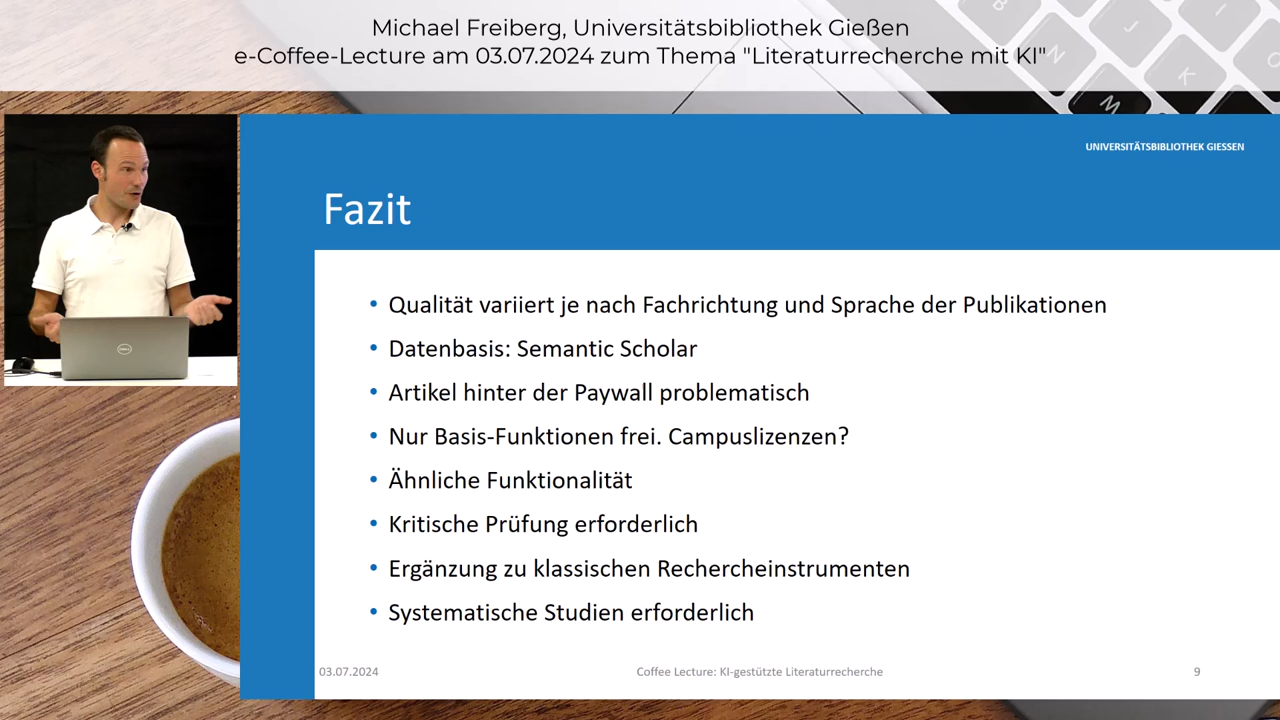 Michael Freiberg, Universitätsbibliothek Gießen
e-Coffee-Lecture am 03.07.2024 zum Thema "Literaturrecherche mit KI"
UNIVERSITÄTSBIBLIOTHEK GIESSEN
Fazit
• Qualität variiert je nach Fachrichtung und Sprache der Publikationen
• Datenbasis: Semantic Scholar
• Artikel hinter der Paywall problematisch
• Nur Basis-Funktionen frei. Campuslizenzen?
• Ähnliche Funktionalität
• Kritische Prüfung erforderlich
• Ergänzung zu klassischen Rechercheinstrumenten
• Systematische Studien erforderlich
03.07.2024
Coffee Lecture: KI-gestützte Literaturrecherche
9